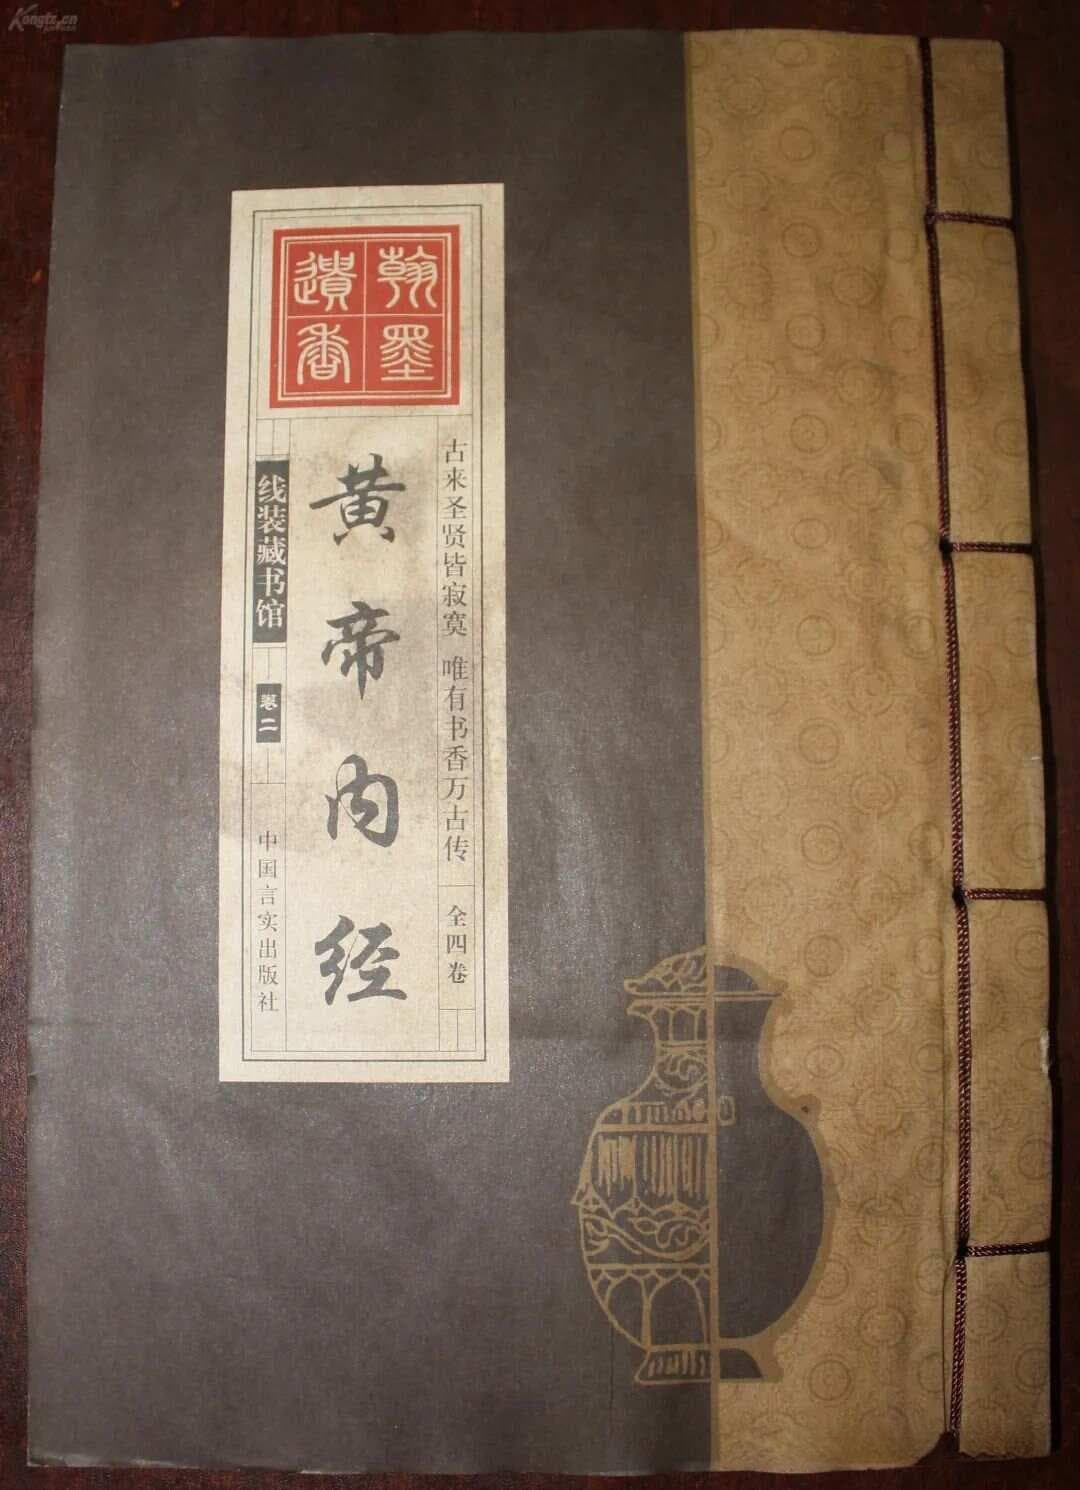 Kongfz.cn
翰墨
遺香
古来圣贤皆寂寞 唯有书香万古传
全四卷
黄帝内经
线装藏书馆
卷二
中国言实出版社